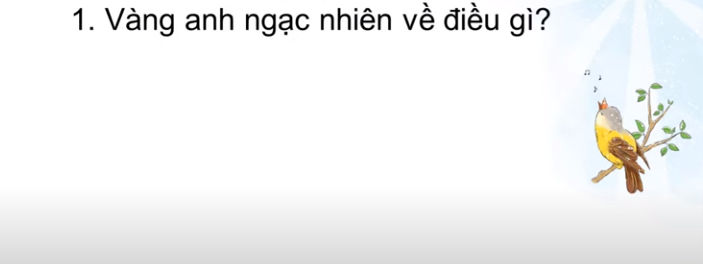 1. Vàng anh ngạc nhiên về điều gì?